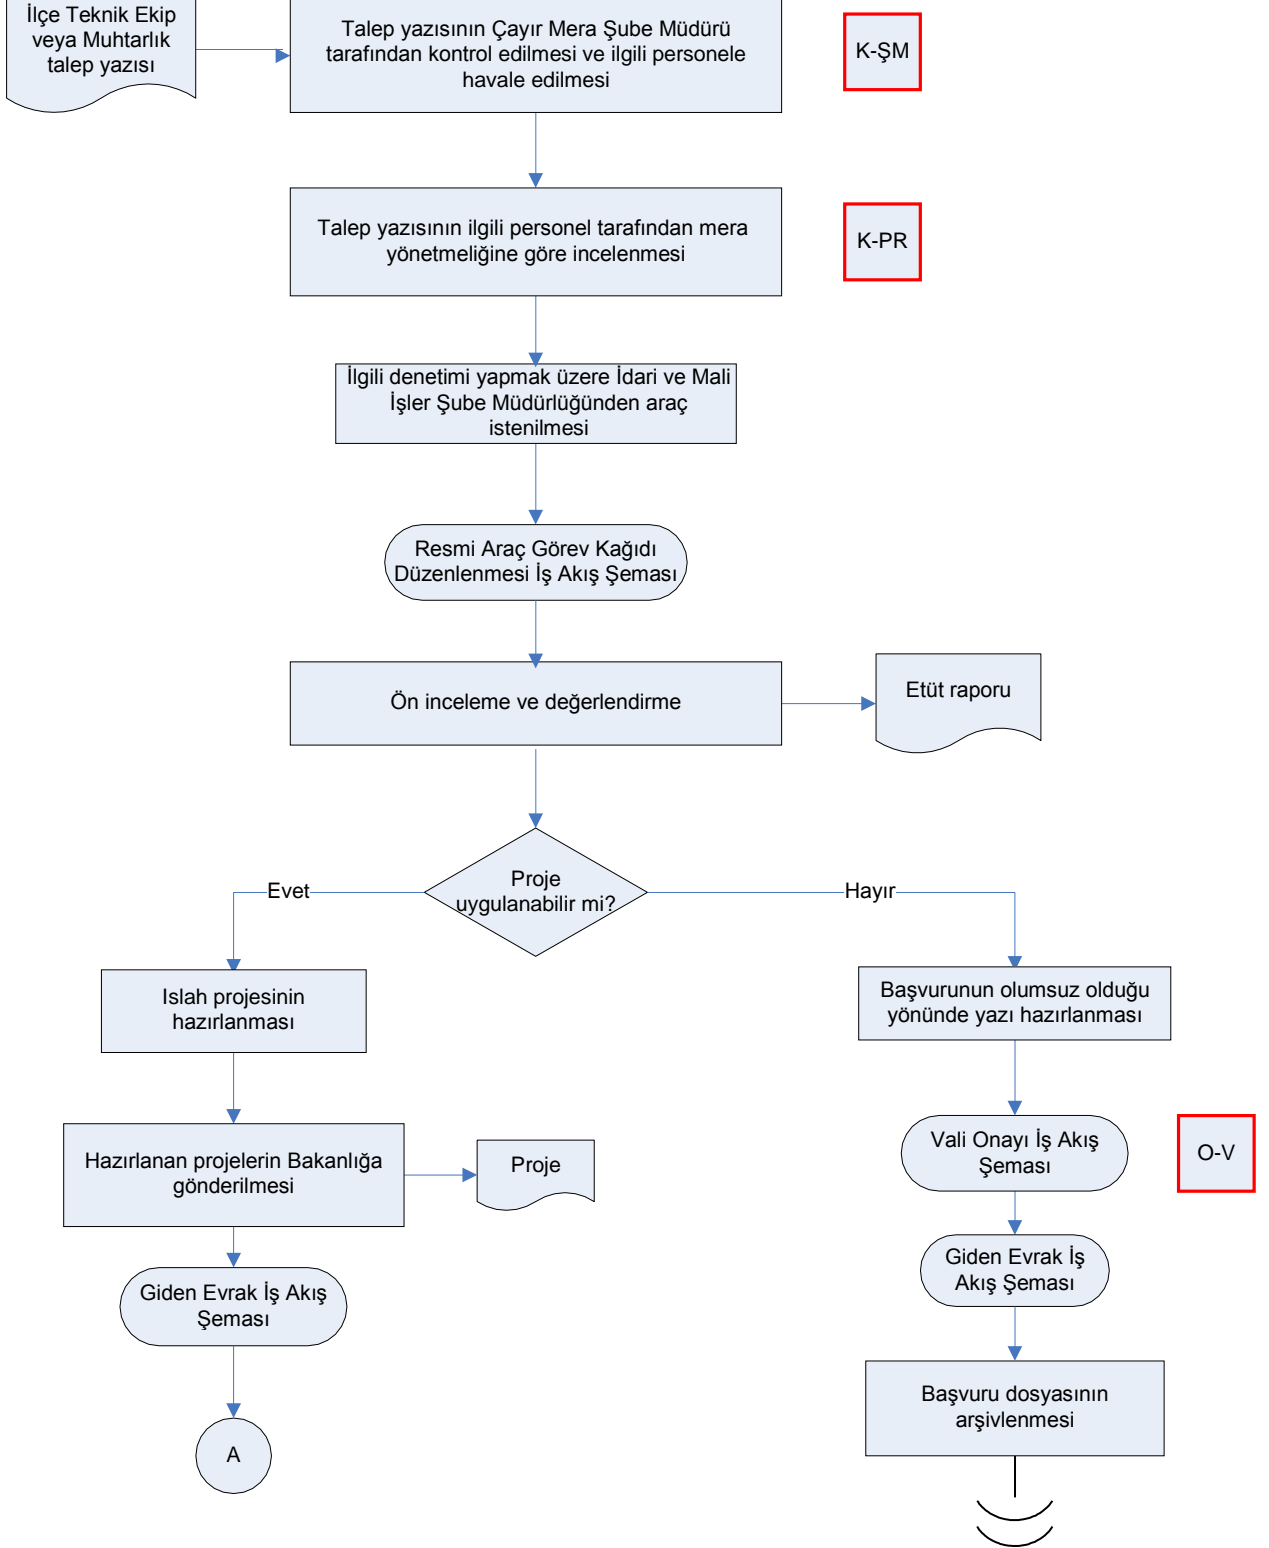 İlçe Teknik Ekip
veya Muhtarlık
talep yazısı
Talep yazısının Çayır Mera Şube Müdürü
tarafından kontrol edilmesi ve ilgili personele
havale edilmesi
K-ŞM
Talep yazısının ilgili personel tarafından mera
yönetmeliğine göre incelenmesi
K-PR
İlgili denetimi yapmak üzere İdari ve Mali
İşler Şube Müdürlüğünden araç
istenilmesi
Resmi Araç Görev Kağıdı
Düzenlenmesi İş Akış Şeması
Ön inceleme ve değerlendirme
Etüt raporu
Proje
uygulanabilir mi?
Evet
Hayır
Islah projesinin
hazırlanması
Başvurunun olumsuz olduğu
yönünde yazı hazırlanması
Hazırlanan projelerin Bakanlığa
gönderilmesi
Proje
Vali Onayı İş Akış
Şeması
O-V
Giden Evrak İş Akış
Şeması
Giden Evrak İş
Akış Şeması
Başvuru dosyasının
arşivlenmesi
A